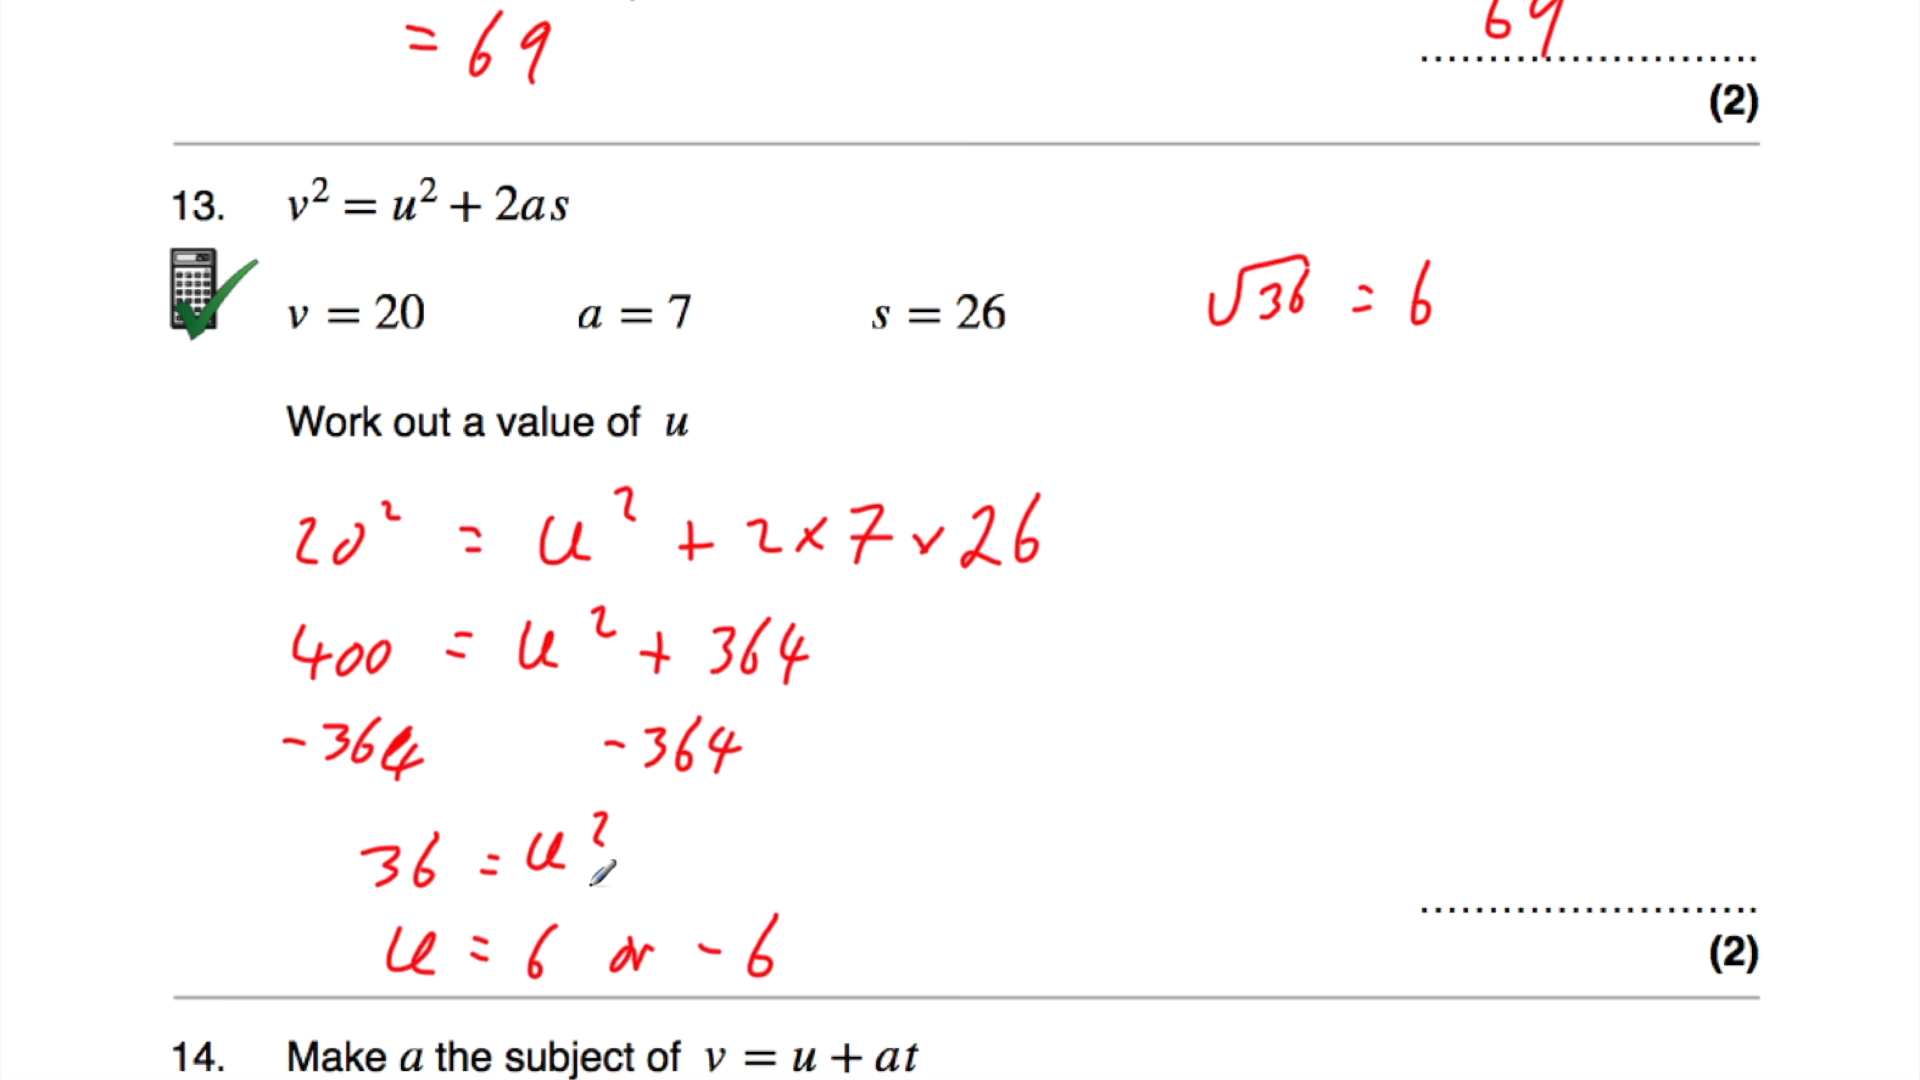 = 69
69
(2)
13. v² = u² + 2as
v = 20 a = 7 s = 26
√36 = 6
Work out a value of u
20² = u² + 2 × 7 × 26
400 = u² + 364
-364 -364
36 = u²
u = 6 or -6
(2)
14. Make a the subject of v = u + at